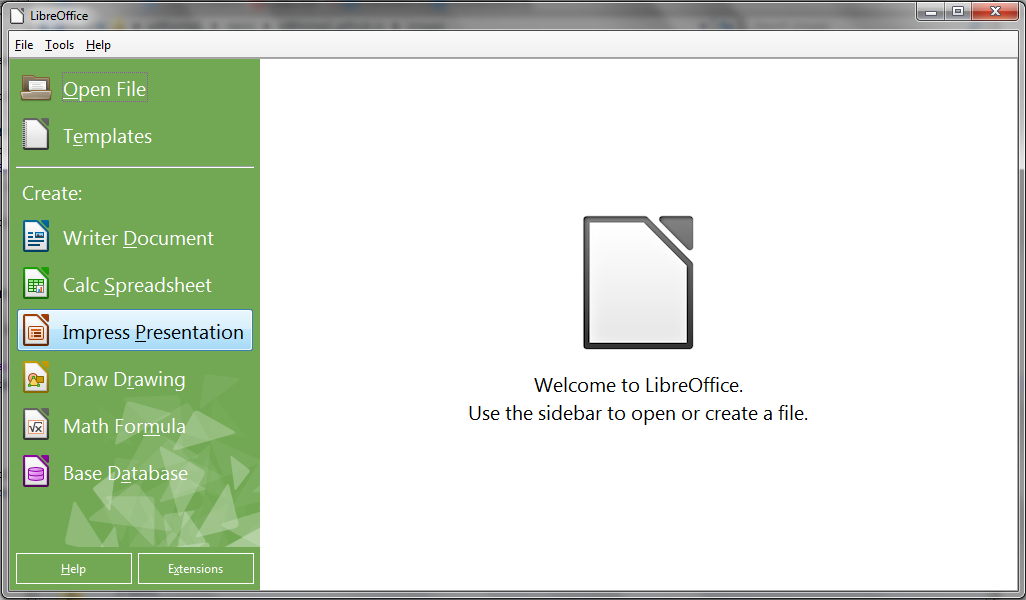 LibreOffice
File Tools Help
Open File
Templates
Create:
Writer Document
Calc Spreadsheet
Impress Presentation
Draw Drawing
Math Formula
Base Database
Help Extensions
Welcome to LibreOffice.
Use the sidebar to open or create a file.